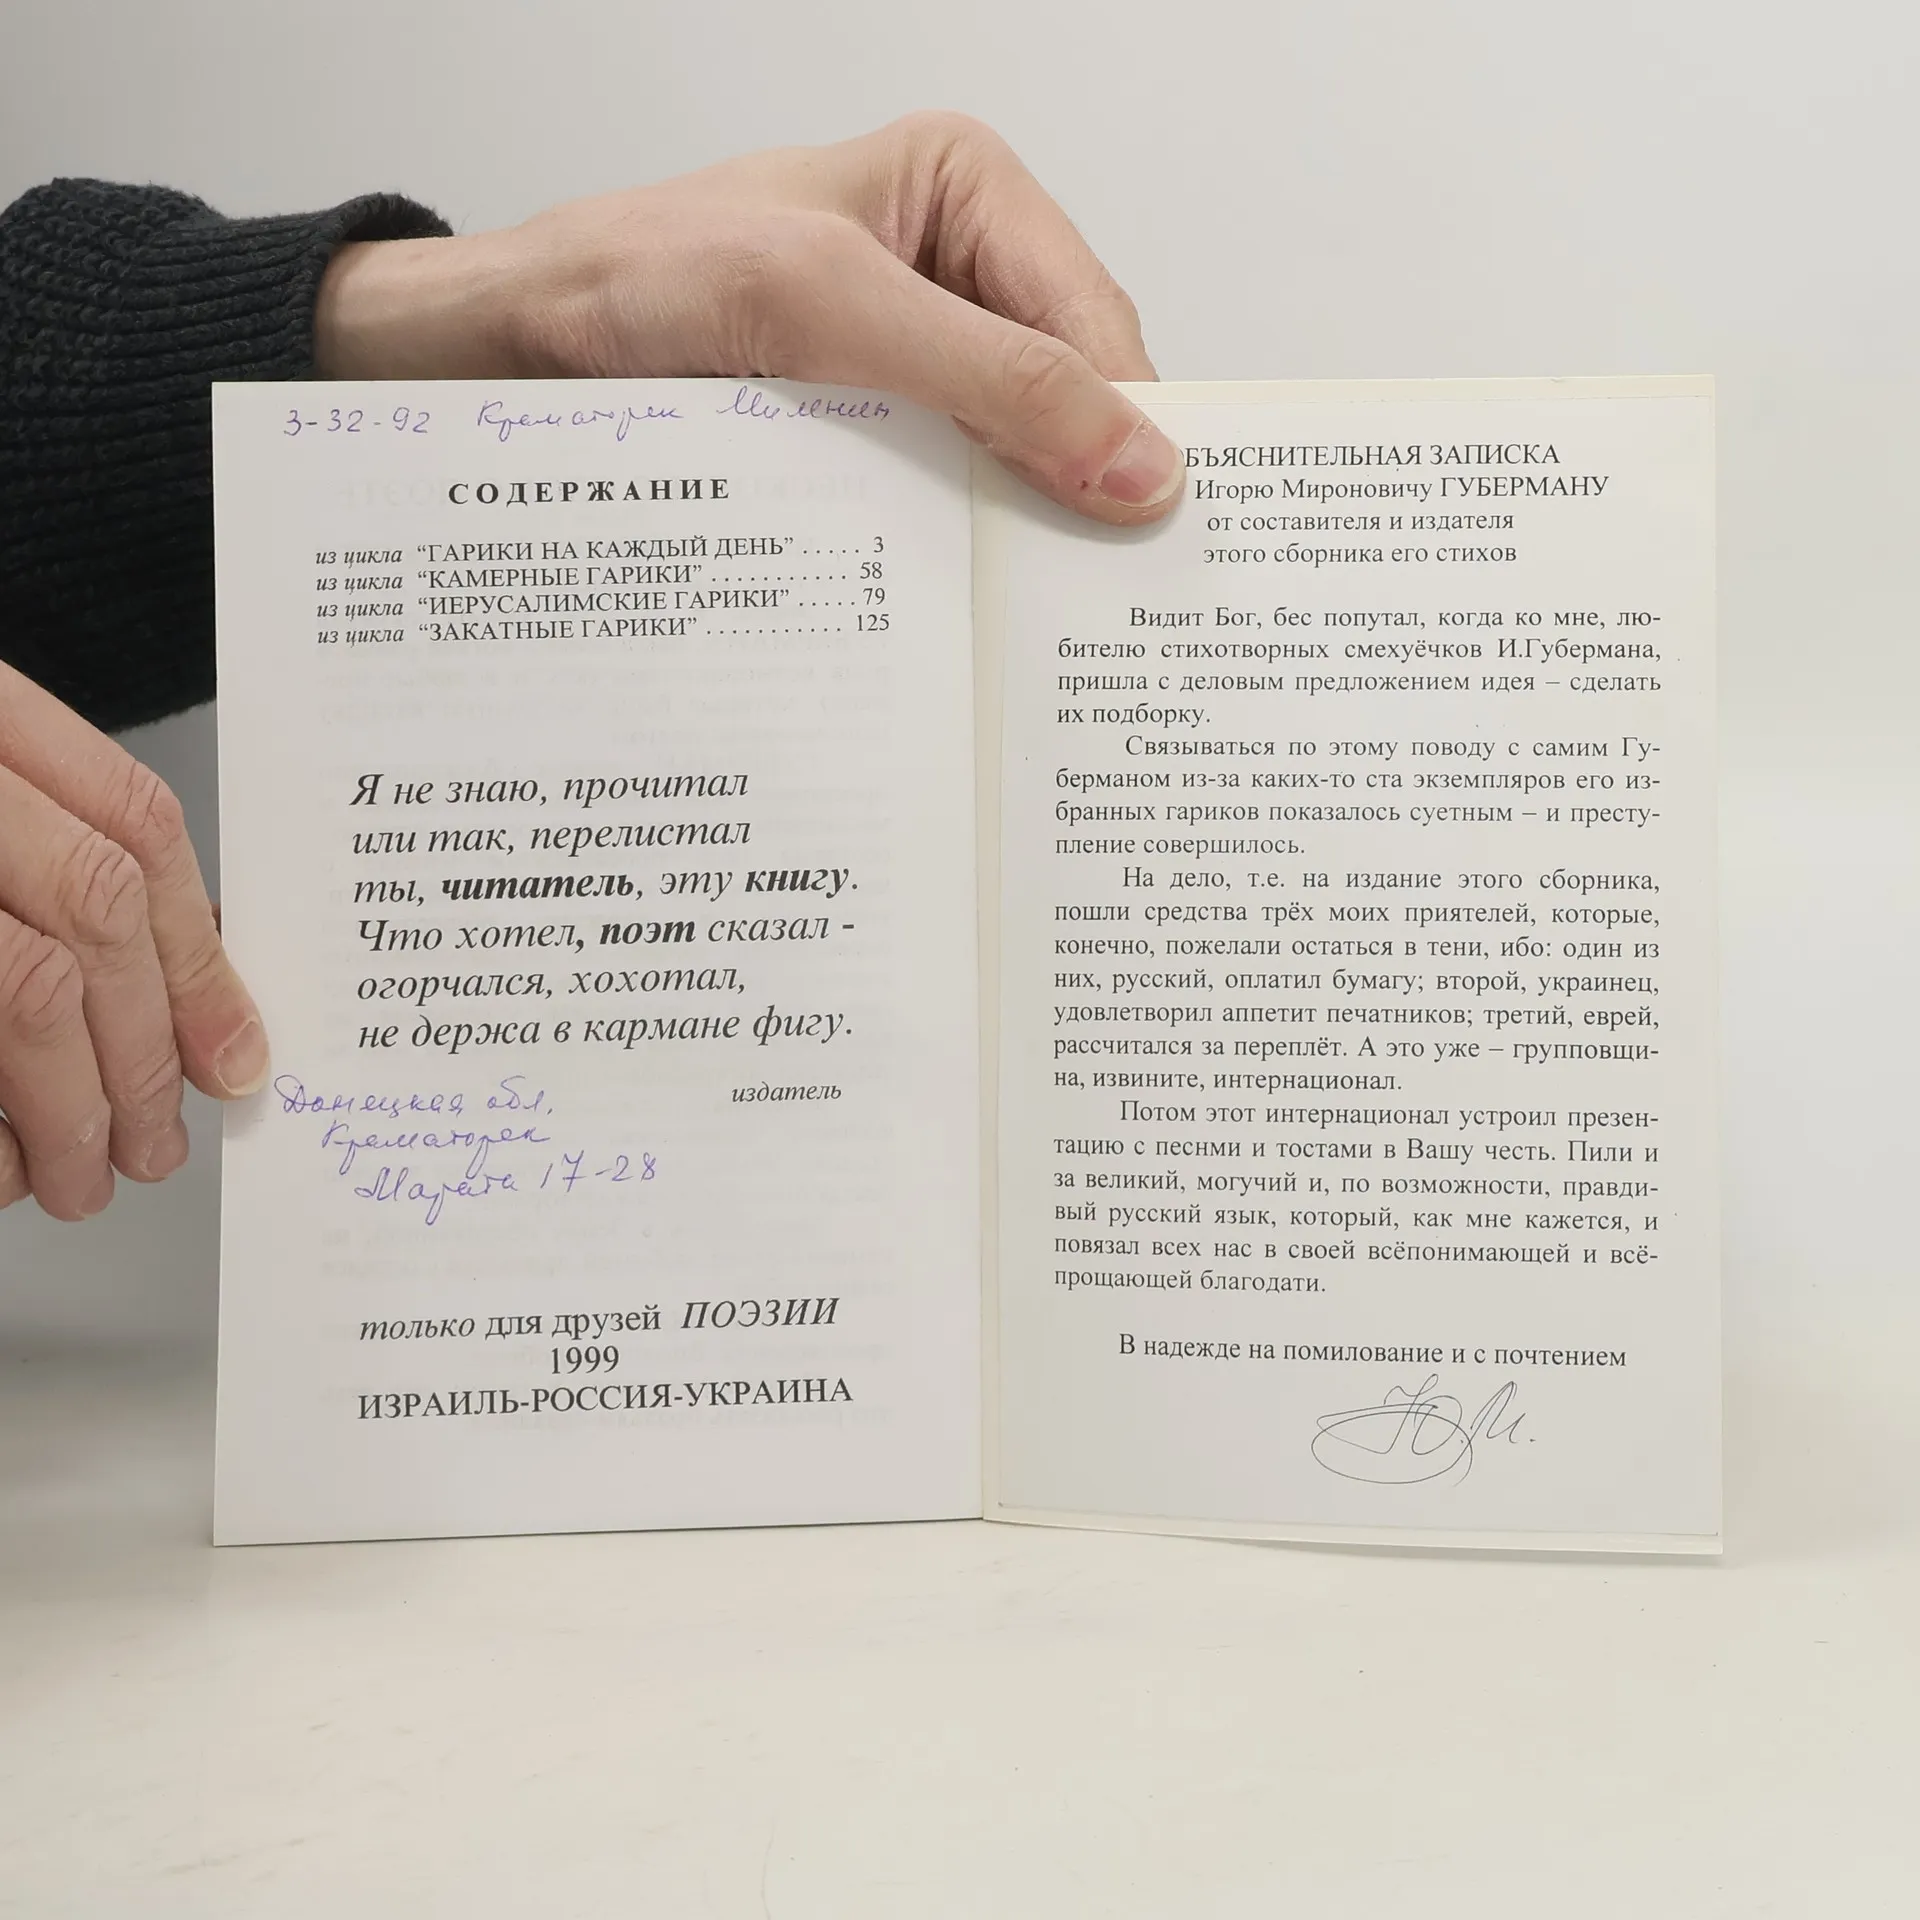 3-32-92 Краматорск Миленин
СОДЕРЖАНИЕ
из цикла “ГАРИКИ НА КАЖДЫЙ ДЕНЬ” ..... 3
из цикла “КАМЕРНЫЕ ГАРИКИ” ........... 58
из цикла “ИЕРУСАЛИМСКИЕ ГАРИКИ” ..... 79
из цикла “ЗАКАТНЫЕ ГАРИКИ” ........... 125
Я не знаю, прочитал
или так, перелистал
ты, читатель, эту книгу.
Что хотел, поэт сказал -
огорчался, хохотал,
не держа в кармане фигу.
издатель
Донецкая обл.
Краматорск
Марата 17-28
только для друзей ПОЭЗИИ
1999
ИЗРАИЛЬ-РОССИЯ-УКРАИНА
БЪЯСНИТЕЛЬНАЯ ЗАПИСКА
Игорю Мироновичу ГУБЕРМАНУ
от составителя и издателя
этого сборника его стихов
Видит Бог, бес попутал, когда ко мне, лю-
бителю стихотворных смехуёчков И.Губермана,
пришла с деловым предложением идея – сделать
их подборку.
Связываться по этому поводу с самим Гу-
берманом из-за каких-то ста экземпляров его из-
бранных гариков показалось суетным – и престу-
пление совершилось.
На дело, т.е. на издание этого сборника,
пошли средства трёх моих приятелей, которые,
конечно, пожелали остаться в тени, ибо: один из
них, русский, оплатил бумагу; второй, украинец,
удовлетворил аппетит печатников; третий, еврей,
рассчитался за переплёт. А это уже – групповщи-
на, извините, интернационал.
Потом этот интернационал устроил презен-
тацию с песнми и тостами в Вашу честь. Пили и
за великий, могучий и, по возможности, правди-
вый русский язык, который, как мне кажется, и
повязал всех нас в своей всёпонимающей и всё-
прощающей благодати.
В надежде на помилование и с почтением
Ю.М.